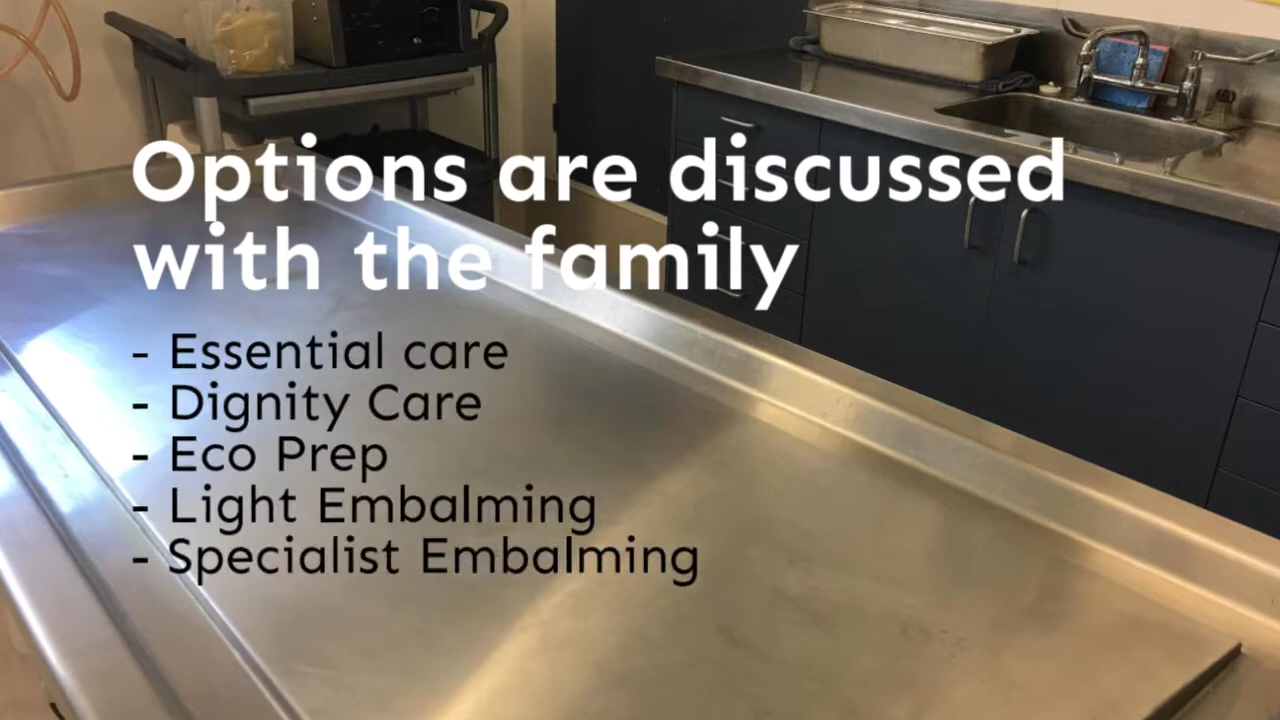 Options are discussed
with the family
- Essential care
- Dignity Care
- Eco Prep
- Light Embalming
- Specialist Embalming